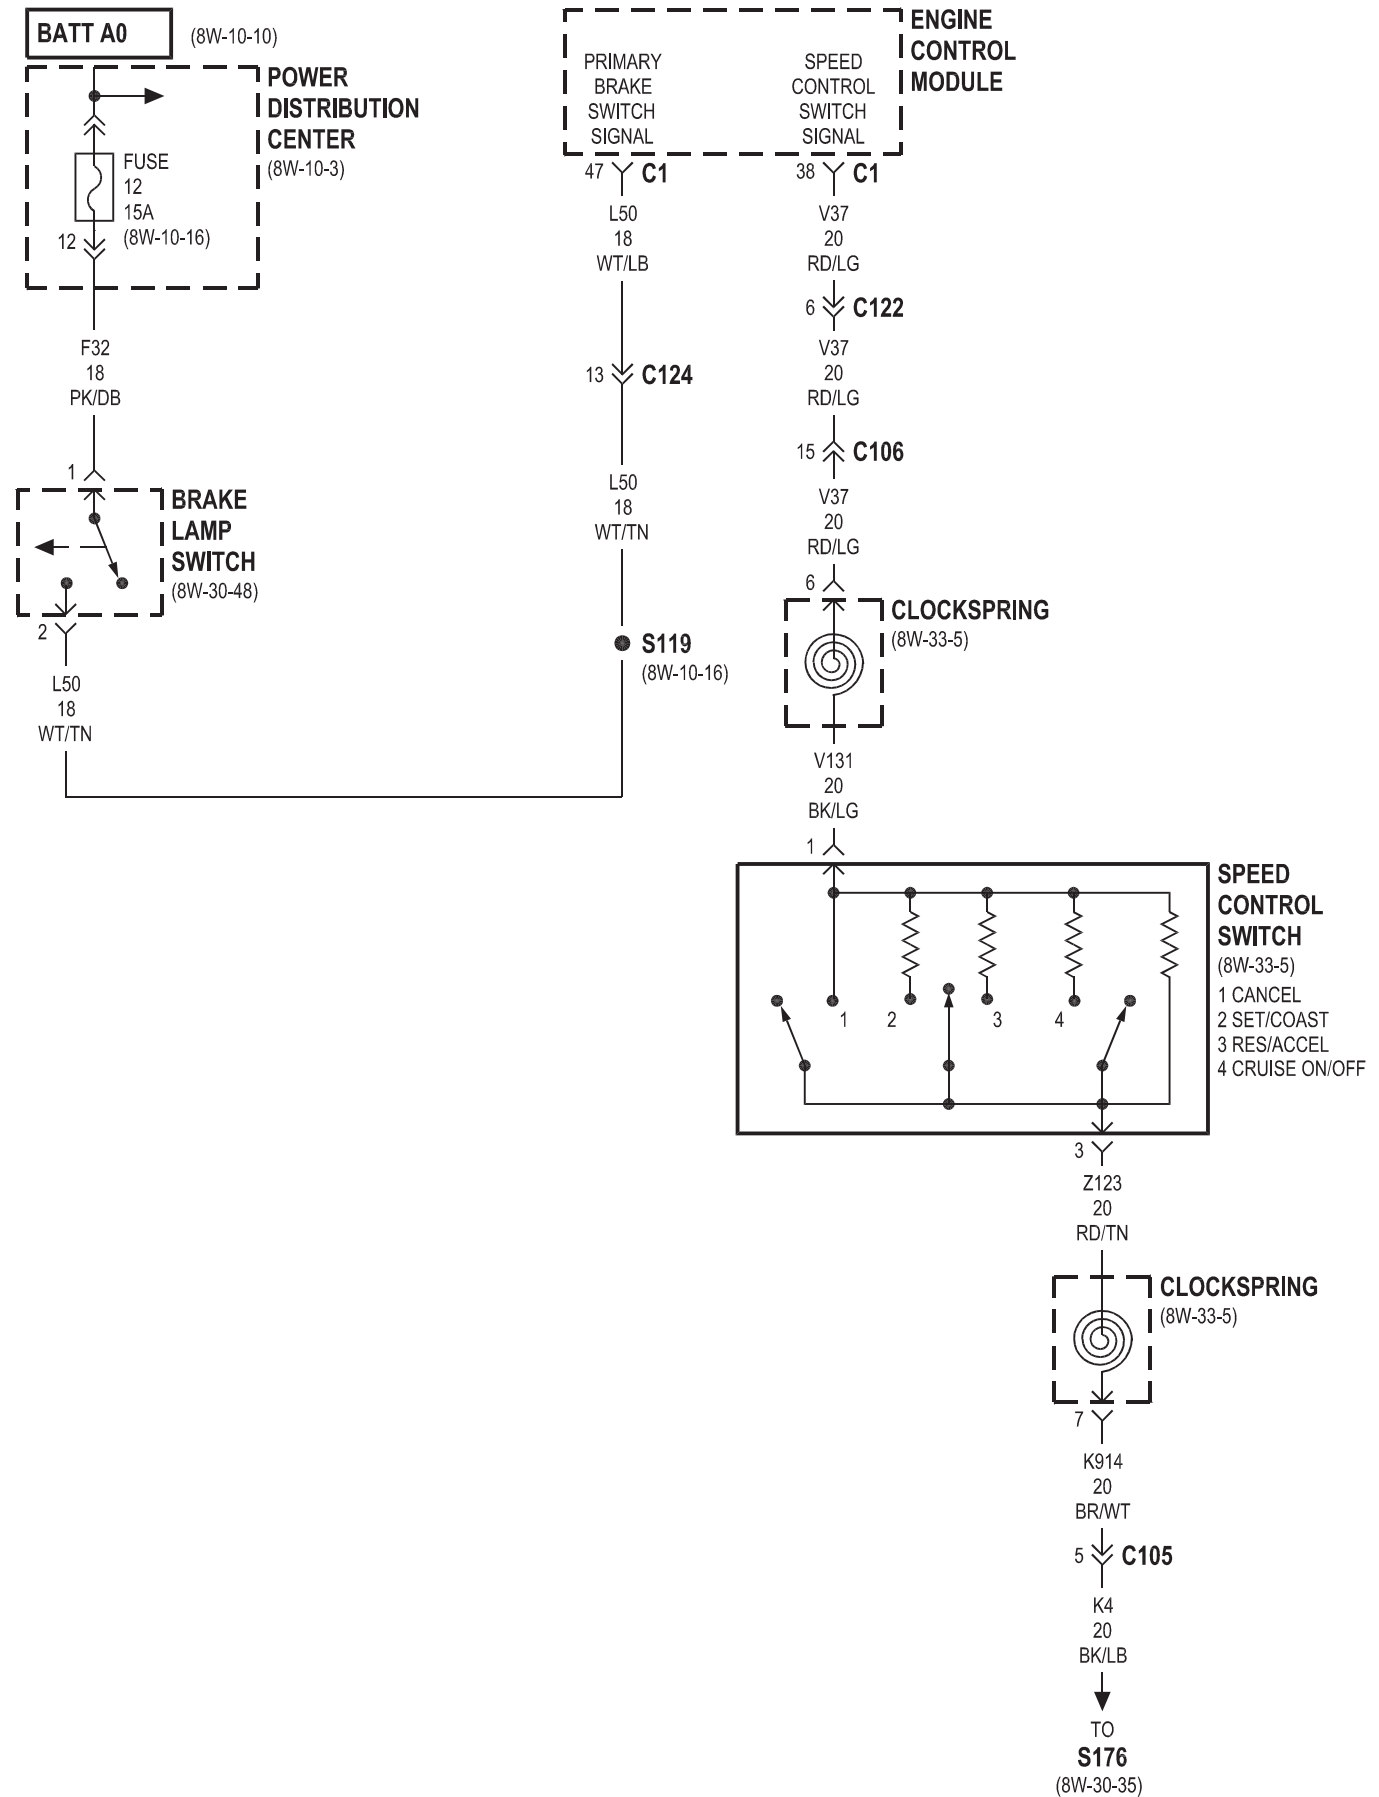 BATT A0
(8W-10-10)
POWER
DISTRIBUTION
CENTER
(8W-10-3)
FUSE
12
15A
(8W-10-16)
12
F32
18
PK/DB
1
BRAKE
LAMP
SWITCH
(8W-30-48)
2
L50
18
WT/TN
ENGINE
CONTROL
MODULE
PRIMARY
BRAKE
SWITCH
SIGNAL
47
C1
L50
18
WT/LB
13
C124
L50
18
WT/TN
S119
(8W-10-16)
SPEED
CONTROL
SWITCH
SIGNAL
38
C1
V37
20
RD/LG
6
C122
V37
20
RD/LG
15
C106
V37
20
RD/LG
6
CLOCKSPRING
(8W-33-5)
V131
20
BK/LG
1
SPEED
CONTROL
SWITCH
(8W-33-5)
1 CANCEL
2 SET/COAST
3 RES/ACCEL
4 CRUISE ON/OFF
1
2
3
4
3
Z123
20
RD/TN
CLOCKSPRING
(8W-33-5)
7
K914
20
BR/WT
5
C105
K4
20
BK/LB
TO
S176
(8W-30-35)